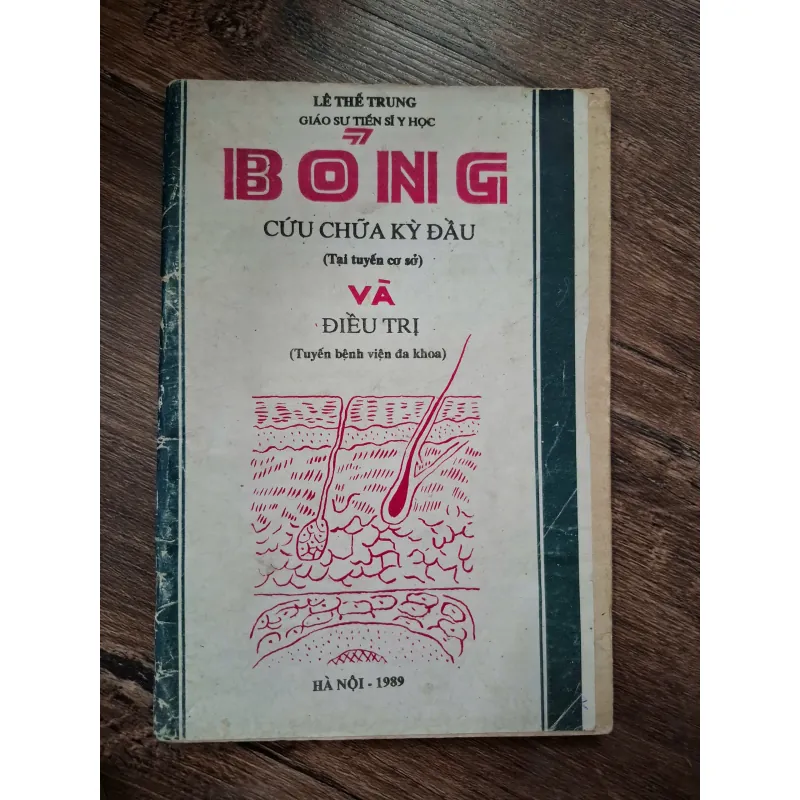 LÊ THẾ TRUNG
GIÁO SƯ TIẾN SĨ Y HỌC
BỎNG
CỨU CHỮA KỲ ĐẦU
(Tại tuyến cơ sở)
VÀ
ĐIỀU TRỊ
(Tuyến bệnh viện đa khoa)
HÀ NỘI - 1989